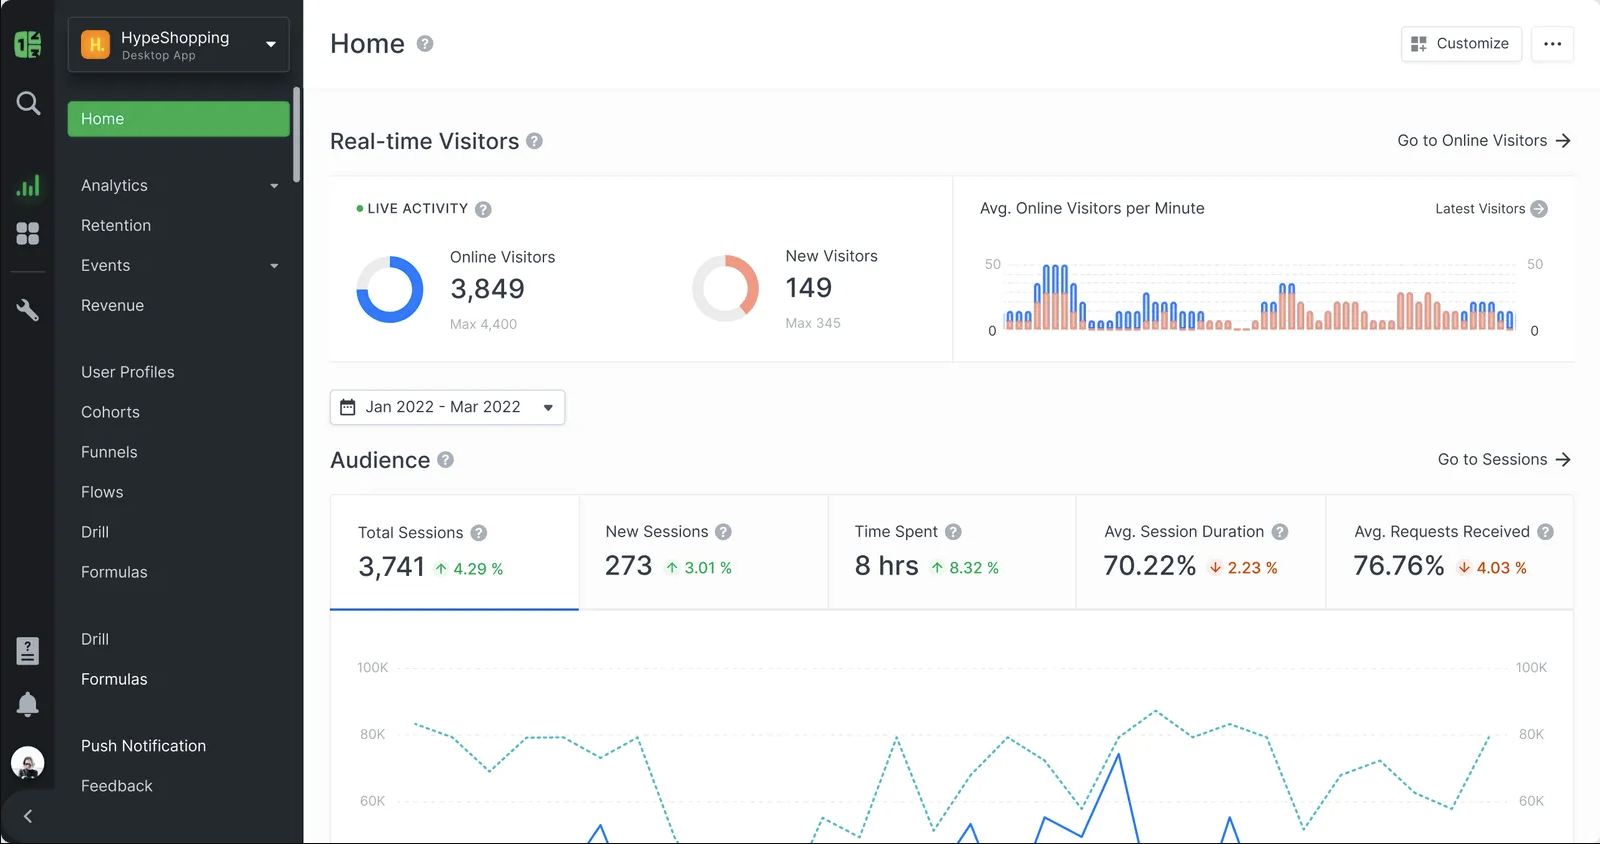 HypeShopping
Desktop App
Home
Analytics
Retention
Events
Revenue
User Profiles
Cohorts
Funnels
Flows
Drill
Formulas
Drill
Formulas
Push Notification
Feedback
Home ?
Customize
Real-time Visitors ?
Go to Online Visitors →
LIVE ACTIVITY ?
Online Visitors
3,849
Max 4,400
New Visitors
149
Max 345
Avg. Online Visitors per Minute
Latest Visitors
50 50
0 0
Jan 2022 - Mar 2022
Audience ?
Go to Sessions →
Total Sessions ?
3,741 ↑ 4.29 %
New Sessions ?
273 ↑ 3.01 %
Time Spent ?
8 hrs ↑ 8.32 %
Avg. Session Duration ?
70.22% ↓ 2.23 %
Avg. Requests Received ?
76.76% ↓ 4.03 %
100K 100K
80K 80K
60K 60K